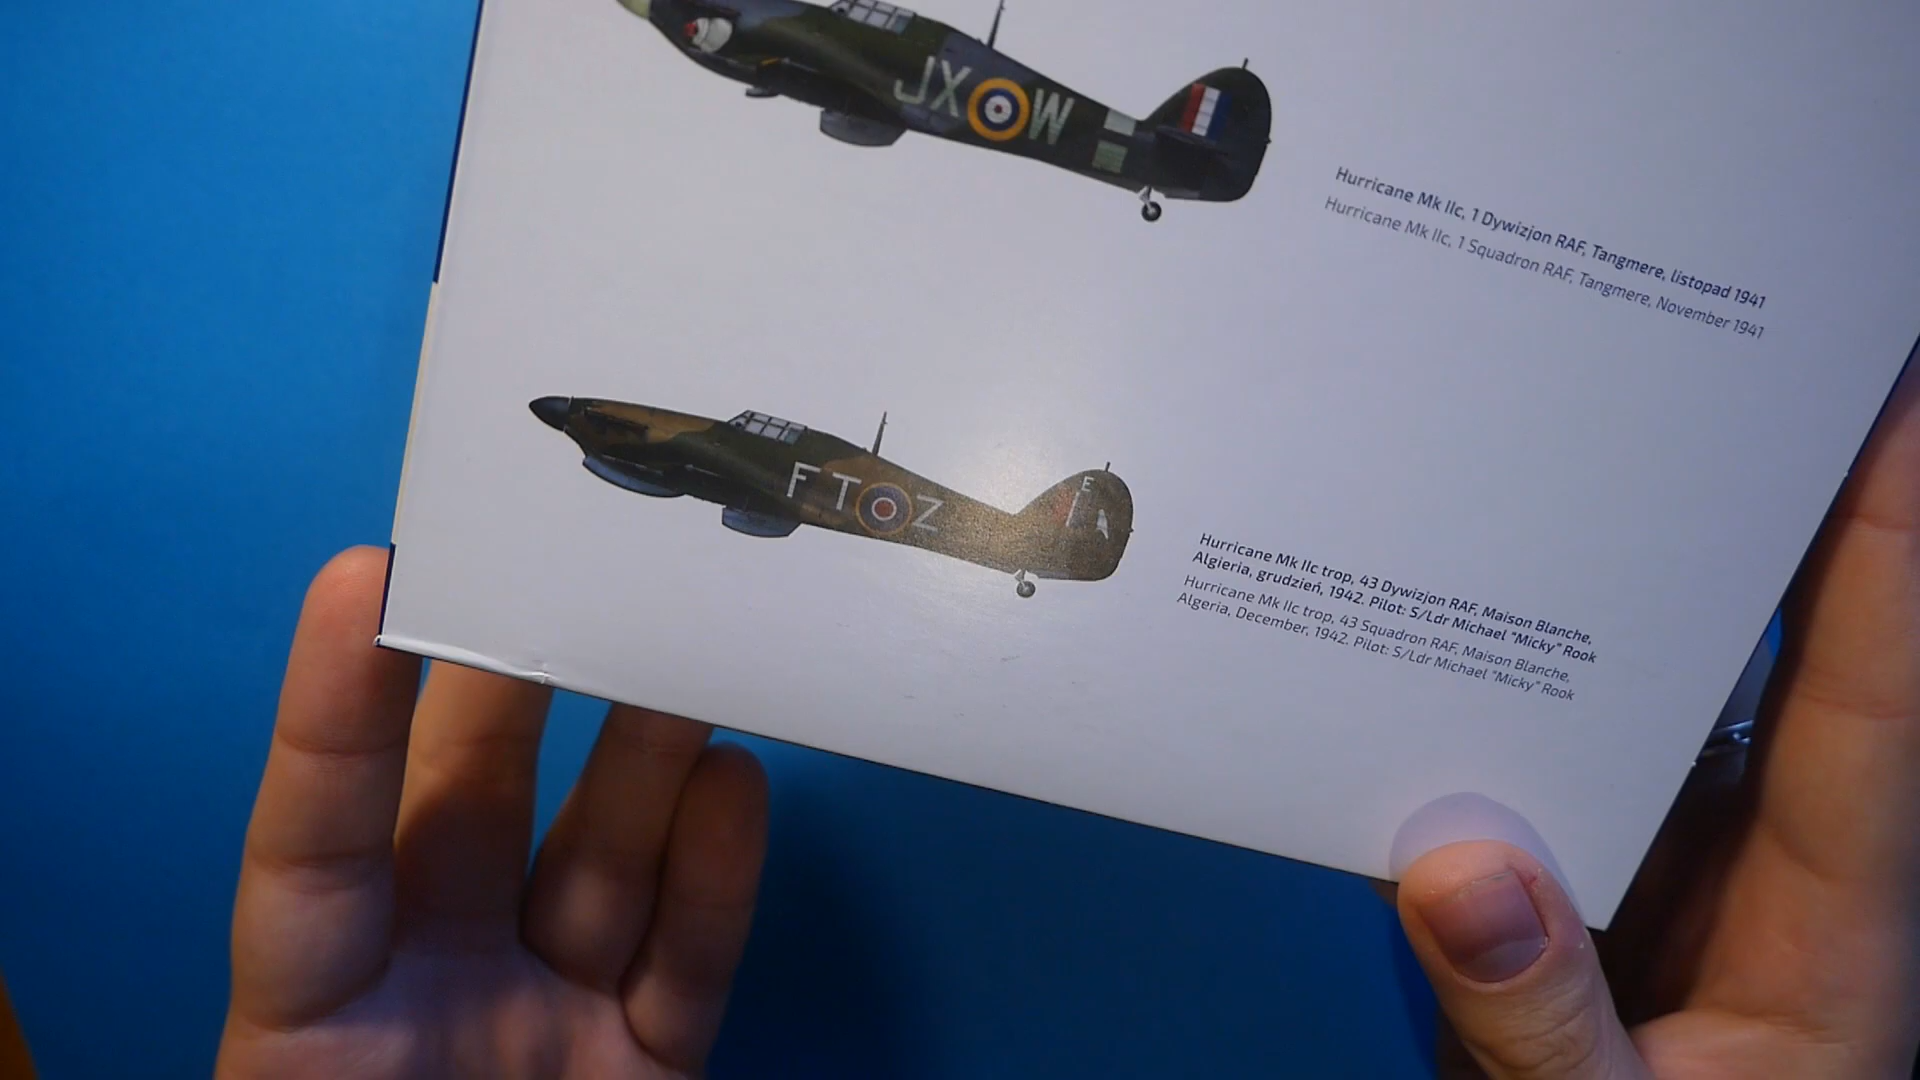 JX W
Hurricane Mk IIc, 1 Dywizjon RAF, Tangmere, listopad 1941
Hurricane Mk IIc, 1 Squadron RAF, Tangmere, November 1941
FT Z
E
Hurricane Mk IIc trop, 43 Dywizjon RAF, Maison Blanche,
Algieria, grudzień, 1942. Pilot: S/Ldr Michael "Micky" Rook
Hurricane Mk IIc trop, 43 Squadron RAF, Maison Blanche,
Algeria, December, 1942. Pilot: S/Ldr Michael "Micky" Rook